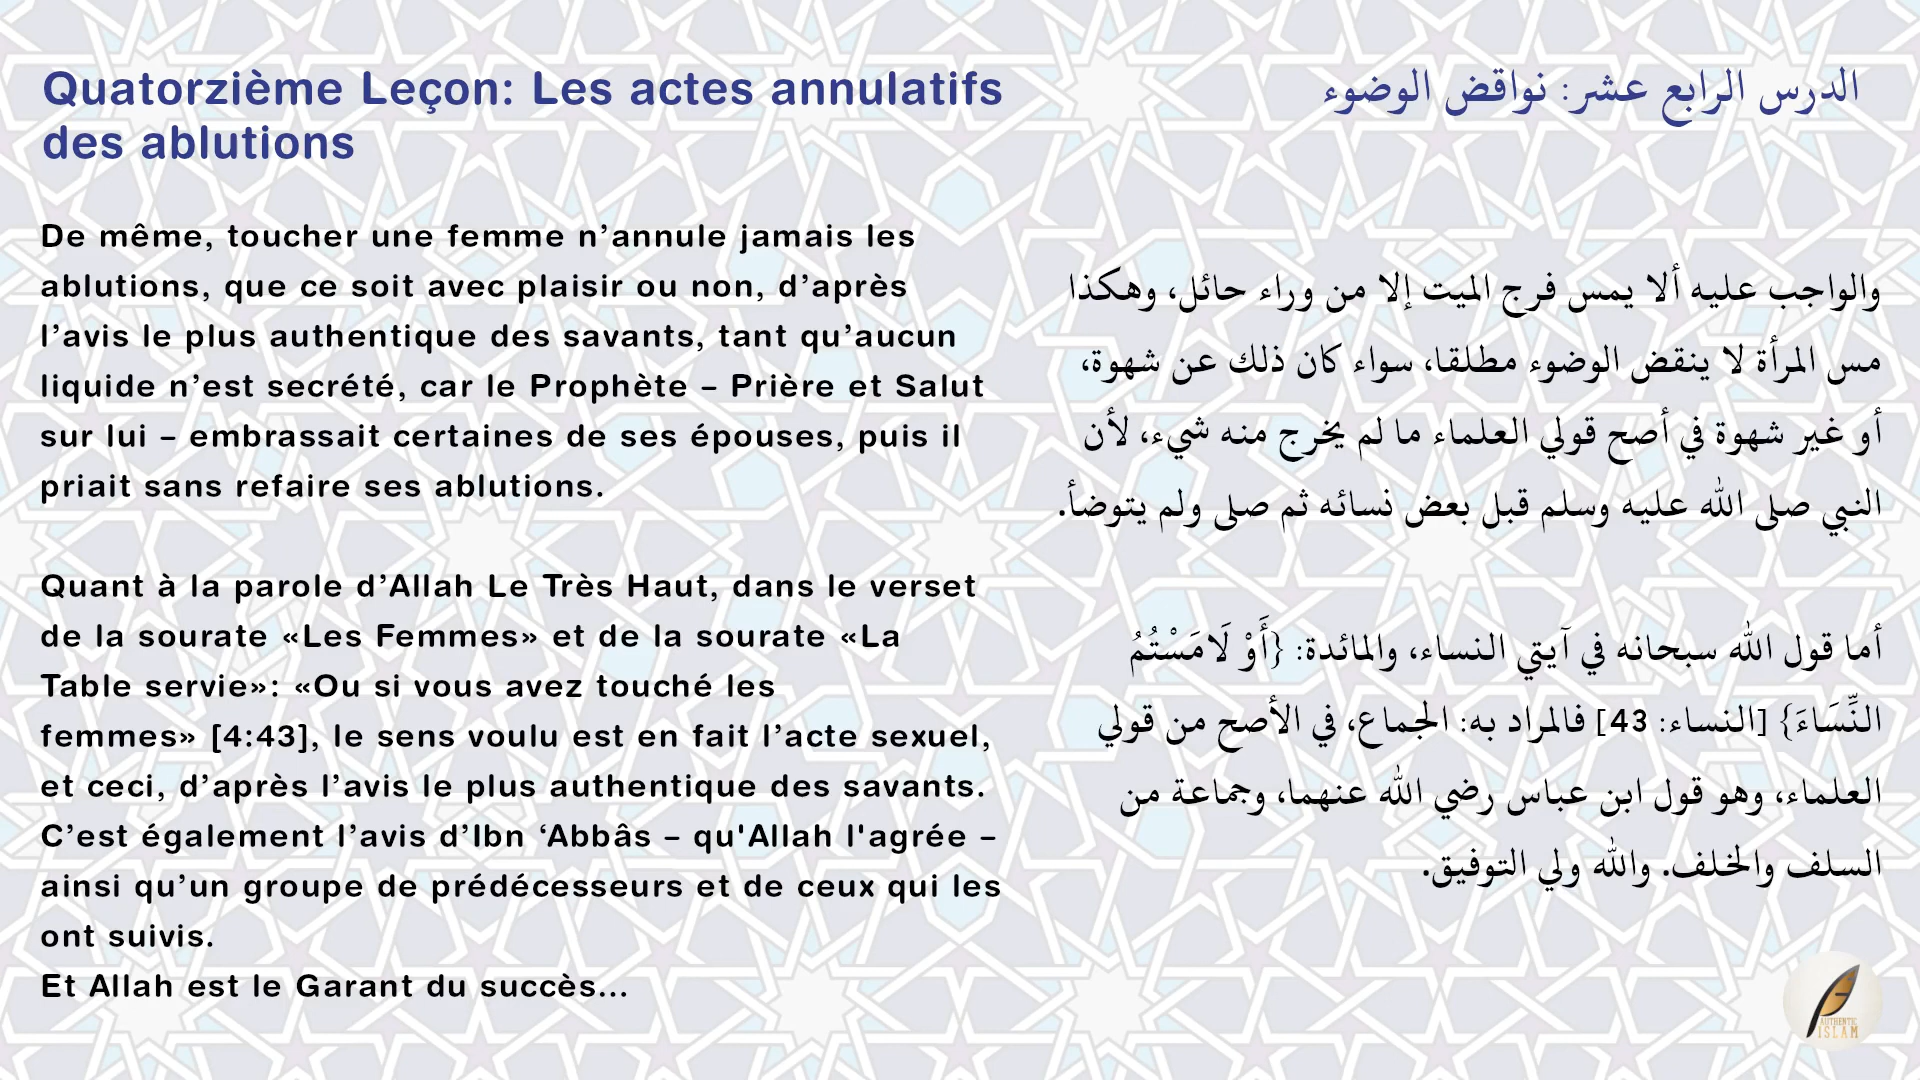 Quatorzième Leçon: Les actes annulatifs
des ablutions
De même, toucher une femme n’annule jamais les
ablutions, que ce soit avec plaisir ou non, d’après
l’avis le plus authentique des savants, tant qu’aucun
liquide n’est secrété, car le Prophète – Prière et Salut
sur lui – embrassait certaines de ses épouses, puis il
priait sans refaire ses ablutions.
Quant à la parole d’Allah Le Très Haut, dans le verset
de la sourate «Les Femmes» et de la sourate «La
Table servie»: «Ou si vous avez touché les
femmes» [4:43], le sens voulu est en fait l’acte sexuel,
et ceci, d’après l’avis le plus authentique des savants.
C’est également l’avis d’Ibn ‘Abbâs – qu'Allah l'agrée –
ainsi qu’un groupe de prédécesseurs et de ceux qui les
ont suivis.
Et Allah est le Garant du succès...
الدرس الرابع عشر: نواقض الوضوء
والواجب عليه ألا يمس فرج الميت إلا من وراء حائل، وهكذا
مس المرأة لا ينقض الوضوء مطلقا، سواء كان ذلك عن شهوة،
أو غير شهوة في أصح قولي العلماء ما لم يخرج منه شيء، لأن
النبي صلى الله عليه وسلم قبل بعض نسائه ثم صلى ولم يتوضأ.
أما قول الله سبحانه في آيتي النساء، والمائدة: {أَوْ لَامَسْتُمُ
النِّسَاءَ} [النساء: 43] فالمراد به: الجماع، في الأصح من قولي
العلماء، وهو قول ابن عباس رضي الله عنهما، وجماعة من
السلف والخلف. والله ولي التوفيق.
AUTHENTIC
ISLAM